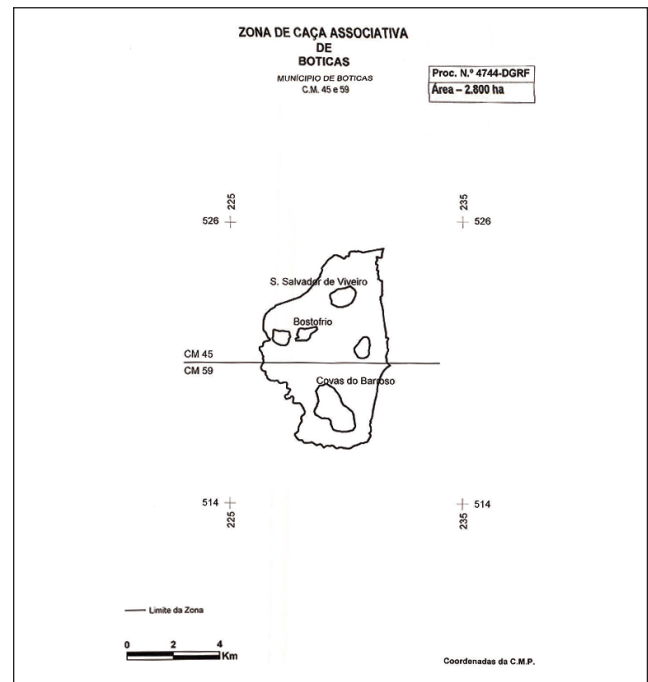 ZONA DE CAÇA ASSOCIATIVA
DE
BOTICAS
MUNÍCIPIO DE BOTICAS
C.M. 45 e 59
Proc. N.º 4744-DGRF
Área – 2.800 ha
225
235
526
526
S. Salvador de Viveiro
Bostofrio
CM 45
CM 59
Covas do Barroso
514
514
225
235
Limite da Zona
0 2 4
Km
Coordenadas da C.M.P.